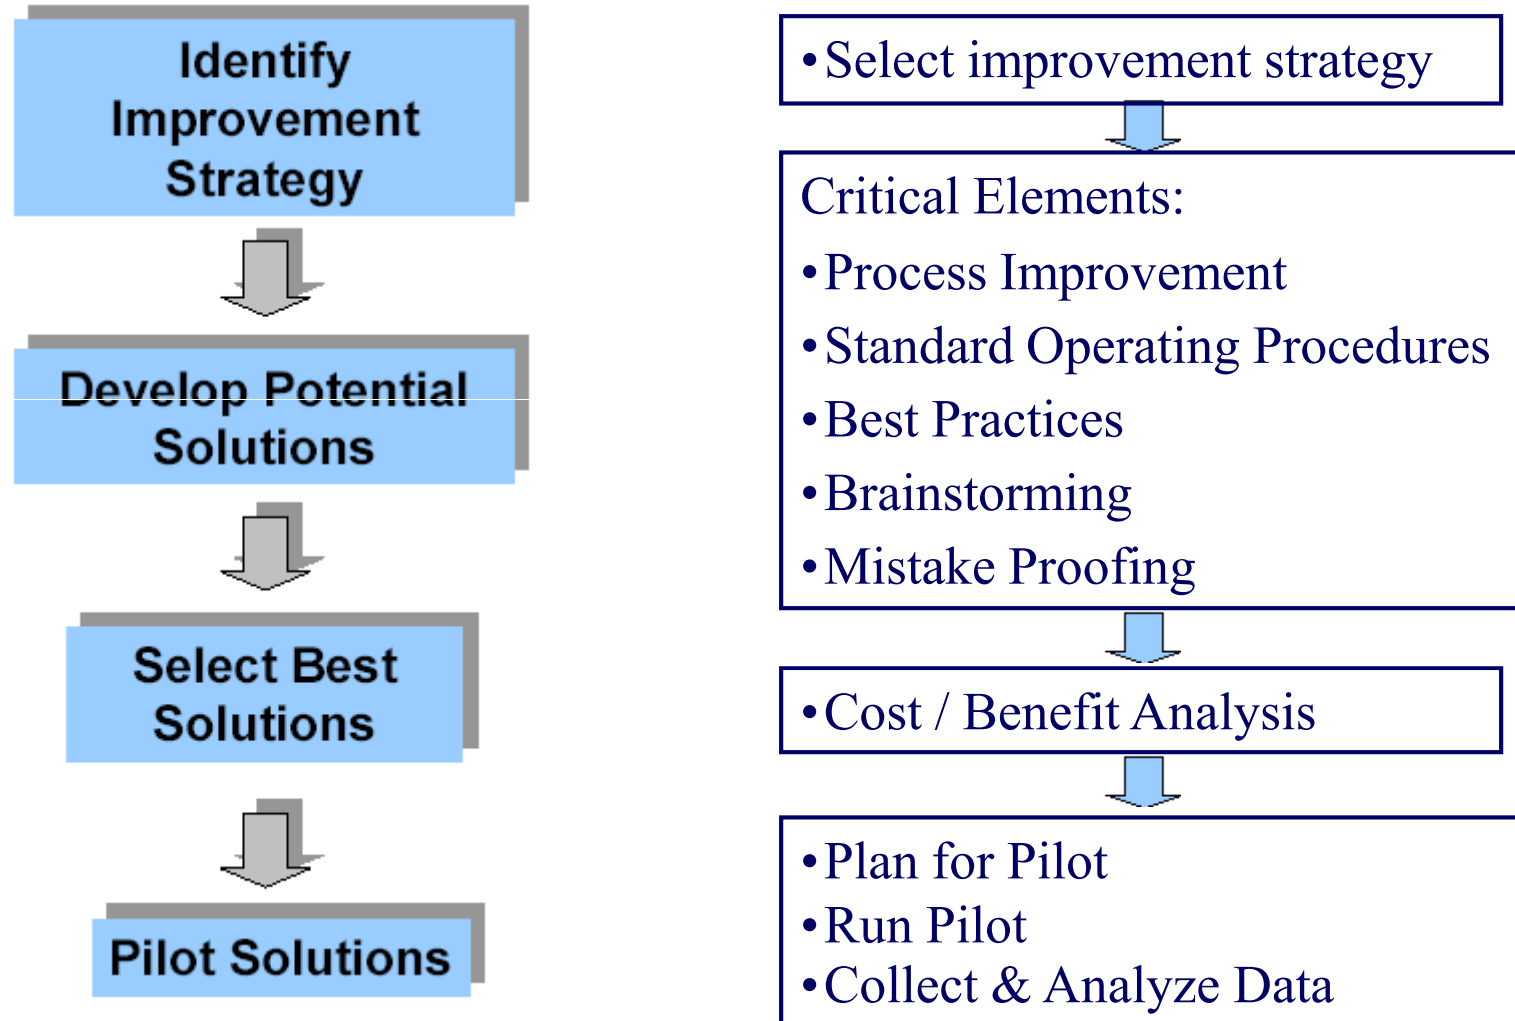 Identify
Improvement
Strategy
Develop Potential
Solutions
Select Best
Solutions
Pilot Solutions
•Select improvement strategy
Critical Elements:
•Process Improvement
•Standard Operating Procedures
•Best Practices
•Brainstorming
•Mistake Proofing
•Cost / Benefit Analysis
•Plan for Pilot
•Run Pilot
•Collect & Analyze Data